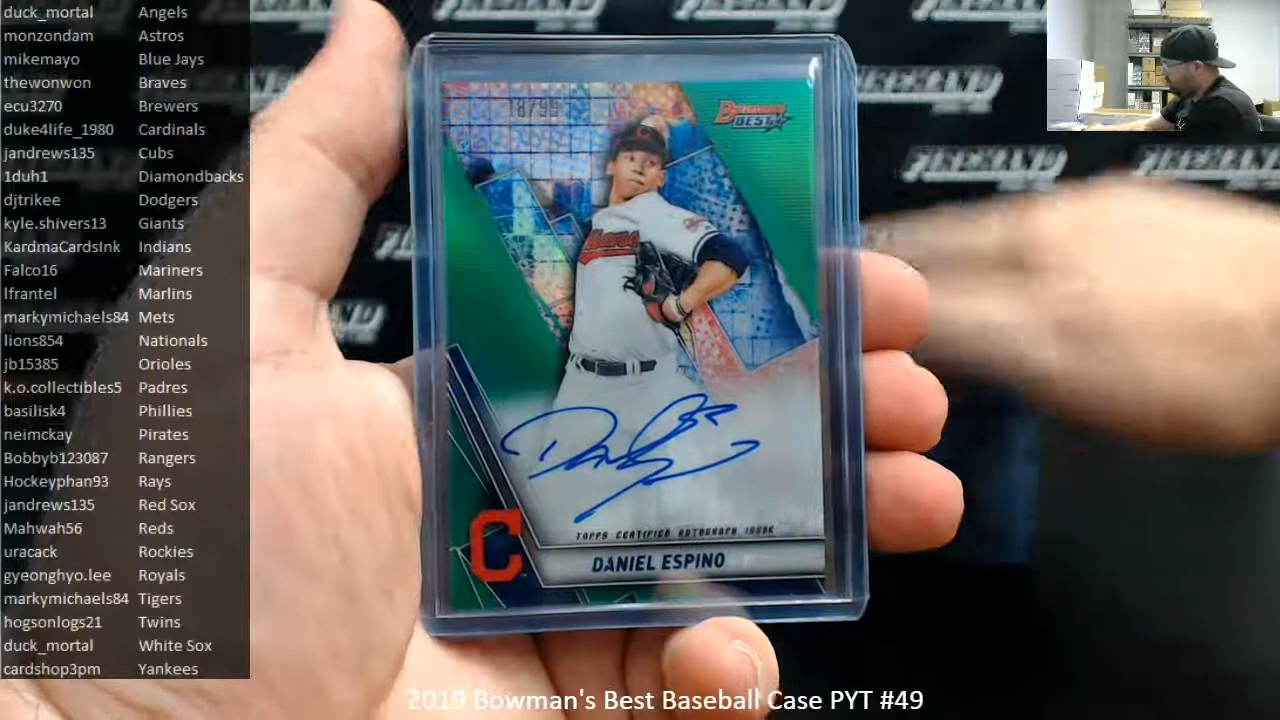 duck_mortal Angels
monzondam Astros
mikemayo Blue Jays
thewonwon Braves
ecu3270 Brewers
duke4life_1980 Cardinals
jandrews135 Cubs
1duh1 Diamondbacks
djtrikee Dodgers
kyle.shivers13 Giants
KardmaCardsInk Indians
Falco16 Mariners
lfrantel Marlins
markymichaels84 Mets
lions854 Nationals
jb15385 Orioles
k.o.collectibles5 Padres
basilisk4 Phillies
neimckay Pirates
Bobbyb123087 Rangers
Hockeyphan93 Rays
jandrews135 Red Sox
Mahwah56 Reds
uracack Rockies
gyeonghyo.lee Royals
markymichaels84 Tigers
hogsonlogs21 Twins
duck_mortal White Sox
cardshop3pm Yankees
18/99
Bowman's
BEST
C
TOPPS CERTIFIED AUTOGRAPH ISSUE
DANIEL ESPINO
2019 Bowman's Best Baseball Case PYT #49